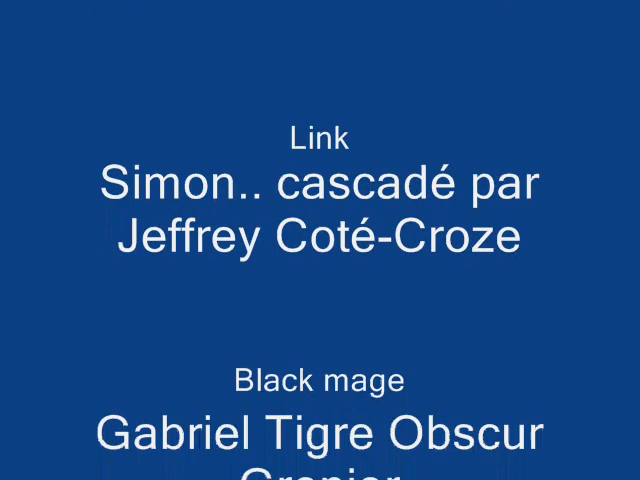 Link
Simon.. cascadé par
Jeffrey Coté-Croze
Black mage
Gabriel Tigre Obscur